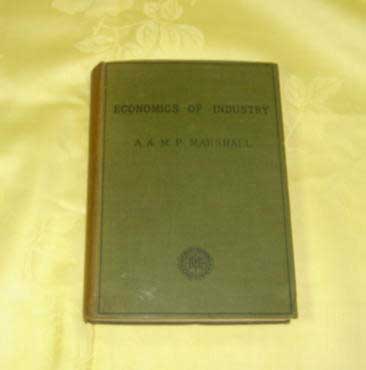 ECONOMICS OF INDUSTRY
A & M. P. MARSHALL